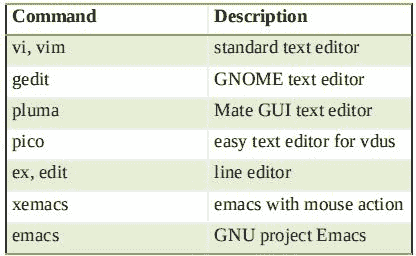 Command Description
vi, vim standard text editor
gedit GNOME text editor
pluma Mate GUI text editor
pico easy text editor for vdus
ex, edit line editor
xemacs emacs with mouse action
emacs GNU project Emacs